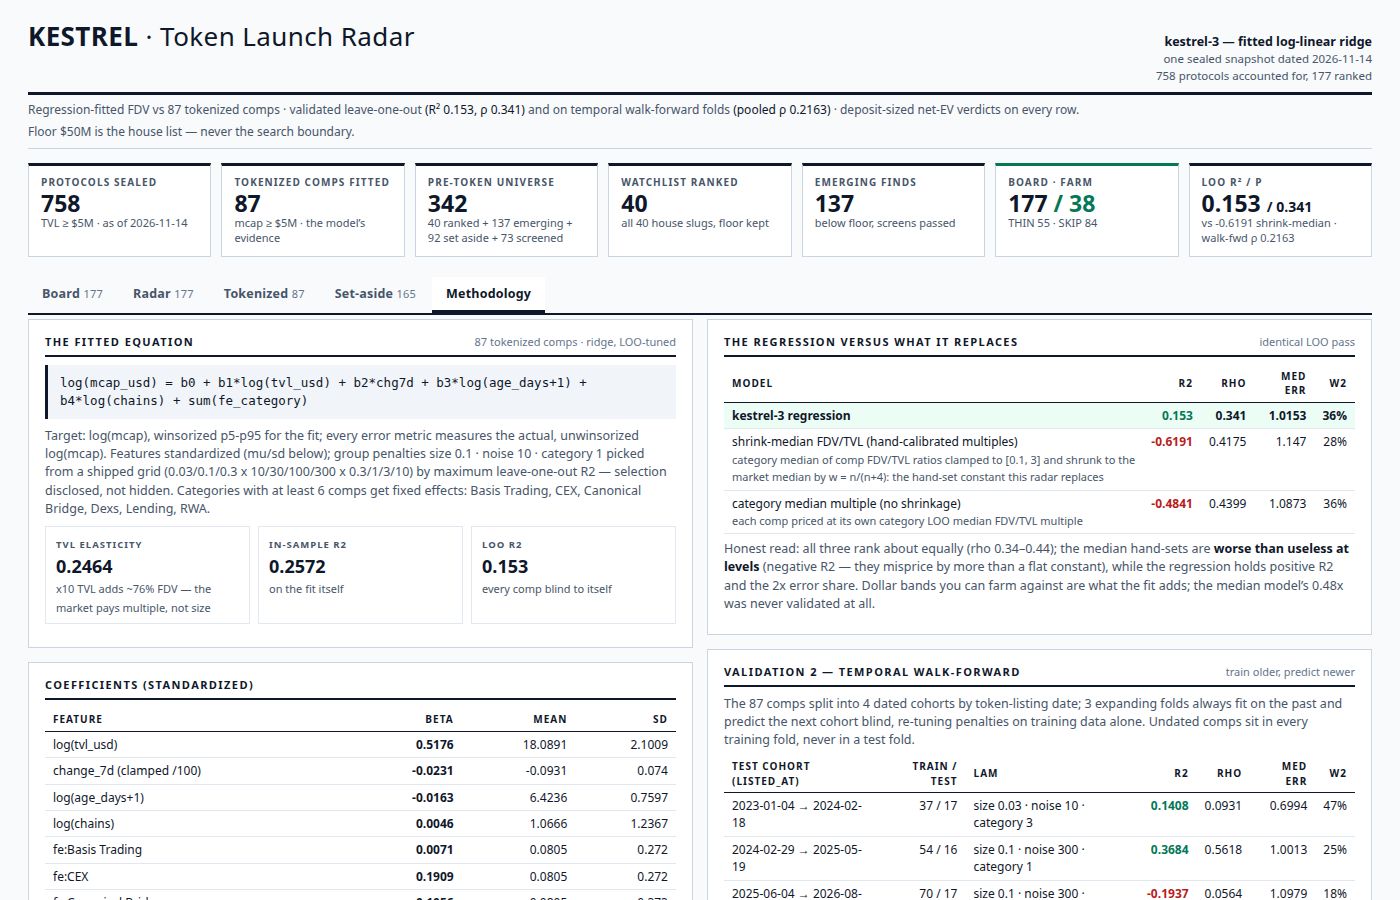 KESTREL · Token Launch Radar
kestrel-3 — fitted log-linear ridge
one sealed snapshot dated 2026-11-14
758 protocols accounted for, 177 ranked
Regression-fitted FDV vs 87 tokenized comps · validated leave-one-out (R² 0.153, ρ 0.341) and on temporal walk-forward folds (pooled ρ 0.2163) · deposit-sized net-EV verdicts on every row.
Floor $50M is the house list — never the search boundary.
PROTOCOLS SEALED
758
TVL ≥ $5M · as of 2026-11-14
TOKENIZED COMPS FITTED
87
mcap ≥ $5M · the model's
evidence
PRE-TOKEN UNIVERSE
342
40 ranked + 137 emerging +
92 set aside + 73 screened
WATCHLIST RANKED
40
all 40 house slugs, floor kept
EMERGING FINDS
137
below floor, screens passed
BOARD · FARM
177 / 38
THIN 55 · SKIP 84
LOO R² / Ρ
0.153 / 0.341
vs -0.6191 shrink-median ·
walk-fwd ρ 0.2163
Board 177
Radar 177
Tokenized 87
Set-aside 165
Methodology
THE FITTED EQUATION
87 tokenized comps · ridge, LOO-tuned
log(mcap_usd) = b0 + b1*log(tvl_usd) + b2*chg7d + b3*log(age_days+1) +
b4*log(chains) + sum(fe_category)
Target: log(mcap), winsorized p5-p95 for the fit; every error metric measures the actual, unwinsorized
log(mcap). Features standardized (mu/sd below); group penalties size 0.1 · noise 10 · category 1 picked
from a shipped grid (0.03/0.1/0.3 x 10/30/100/300 x 0.3/1/3/10) by maximum leave-one-out R2 — selection
disclosed, not hidden. Categories with at least 6 comps get fixed effects: Basis Trading, CEX, Canonical
Bridge, Dexs, Lending, RWA.
TVL ELASTICITY
0.2464
x10 TVL adds ~76% FDV — the
market pays multiple, not size
IN-SAMPLE R2
0.2572
on the fit itself
LOO R2
0.153
every comp blind to itself
COEFFICIENTS (STANDARDIZED)
FEATURE BETA MEAN SD
log(tvl_usd) 0.5176 18.0891 2.1009
change_7d (clamped /100) -0.0231 -0.0931 0.074
log(age_days+1) -0.0163 6.4236 0.7597
log(chains) 0.0046 1.0666 1.2367
fe:Basis Trading 0.0071 0.0805 0.272
fe:CEX 0.1909 0.0805 0.272
THE REGRESSION VERSUS WHAT IT REPLACES
identical LOO pass
MODEL R2 RHO MED ERR W2
kestrel-3 regression 0.153 0.341 1.0153 36%
shrink-median FDV/TVL (hand-calibrated multiples) -0.6191 0.4175 1.147 28%
category median of comp FDV/TVL ratios clamped to [0.1, 3] and shrunk to the
market median by w = n/(n+4): the hand-set constant this radar replaces
category median multiple (no shrinkage) -0.4841 0.4399 1.0873 36%
each comp priced at its own category LOO median FDV/TVL multiple
Honest read: all three rank about equally (rho 0.34–0.44); the median hand-sets are worse than useless at
levels (negative R2 — they misprice by more than a flat constant), while the regression holds positive R2
and the 2x error share. Dollar bands you can farm against are what the fit adds; the median model's 0.48x
was never validated at all.
VALIDATION 2 — TEMPORAL WALK-FORWARD
train older, predict newer
The 87 comps split into 4 dated cohorts by token-listing date; 3 expanding folds always fit on the past and
predict the next cohort blind, re-tuning penalties on training data alone. Undated comps sit in every
training fold, never in a test fold.
TEST COHORT (LISTED_AT) TRAIN / TEST LAM R2 RHO MED ERR W2
2023-01-04 → 2024-02-18 37 / 17 size 0.03 · noise 10 · category 3 0.1408 0.0931 0.6994 47%
2024-02-29 → 2025-05-19 54 / 16 size 0.1 · noise 300 · category 1 0.3684 0.5618 1.0013 25%
2025-06-04 → 2026-08- 70 / 17 size 0.1 · noise 300 · -0.1937 0.0564 1.0979 18%